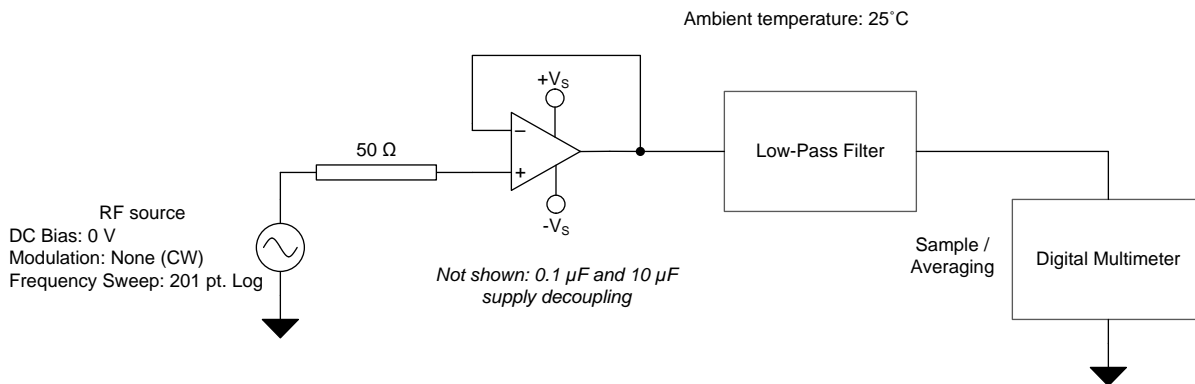 Ambient temperature: 25˚C
+VS
50 Ω
−
+
-VS
Low-Pass Filter
RF source
DC Bias: 0 V
Modulation: None (CW)
Frequency Sweep: 201 pt. Log
Not shown: 0.1 µF and 10 µF
supply decoupling
Sample /
Averaging
Digital Multimeter